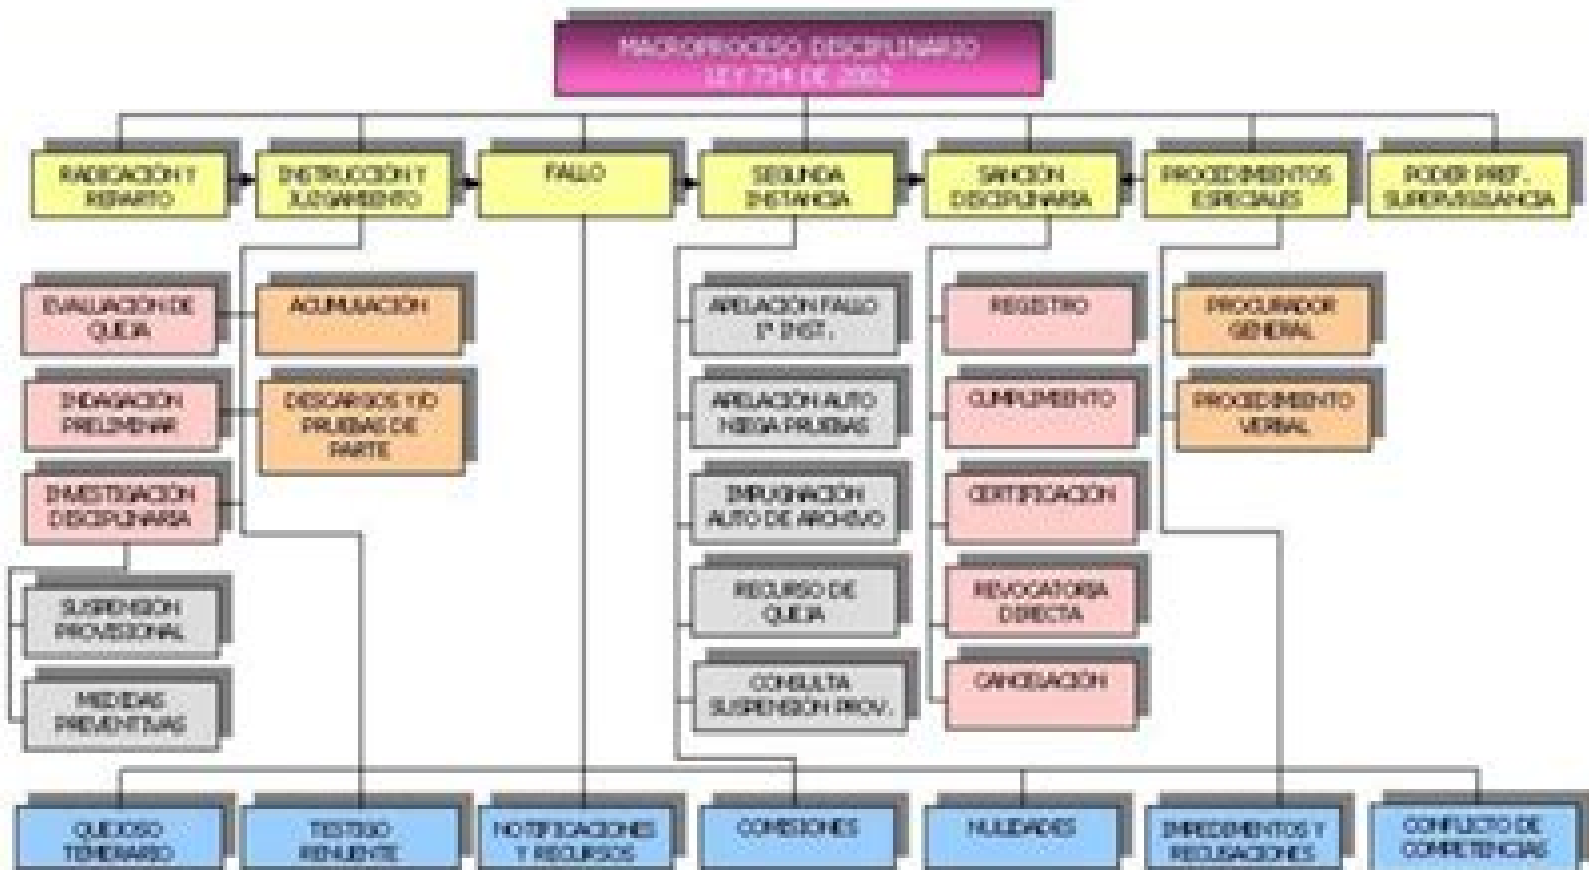 MACROPROCESO DISCIPLINARIO
LEY 734 DE 2002
RADICACIÓN Y
REPARTO
INSTRUCCIÓN Y
JUZGAMIENTO
FALLO
SEGUNDA
INSTANCIA
SANCIÓN
DISCIPLINARIA
PROCEDIMIENTOS
ESPECIALES
PODER PREF.
SUPERVIGILANCIA
EVALUACIÓN DE
QUEJA
ACUMULACIÓN
APELACIÓN FALLO
1ª INST.
REGISTRO
PROCURADOR
GENERAL
INDAGACIÓN
PRELIMINAR
DESCARGOS Y/O
PRUEBAS DE
PARTE
APELACIÓN AUTO
NIEGA PRUEBAS
CUMPLIMIENTO
PROCEDIMIENTO
VERBAL
INVESTIGACIÓN
DISCIPLINARIA
IMPUGNACIÓN
AUTO DE ARCHIVO
CERTIFICACIÓN
SUSPENSIÓN
PROVISIONAL
RECURSO DE
QUEJA
REVOCATORIA
DIRECTA
MEDIDAS
PREVENTIVAS
CONSULTA
SUSPENSIÓN PROV.
CANCELACIÓN
QUEJOSO
TEMERARIO
TESTIGO
RENUENTE
NOTIFICACIONES
Y RECURSOS
COMISIONES
NULIDADES
IMPEDIMENTOS Y
RECUSACIONES
CONFLICTO DE
COMPETENCIAS